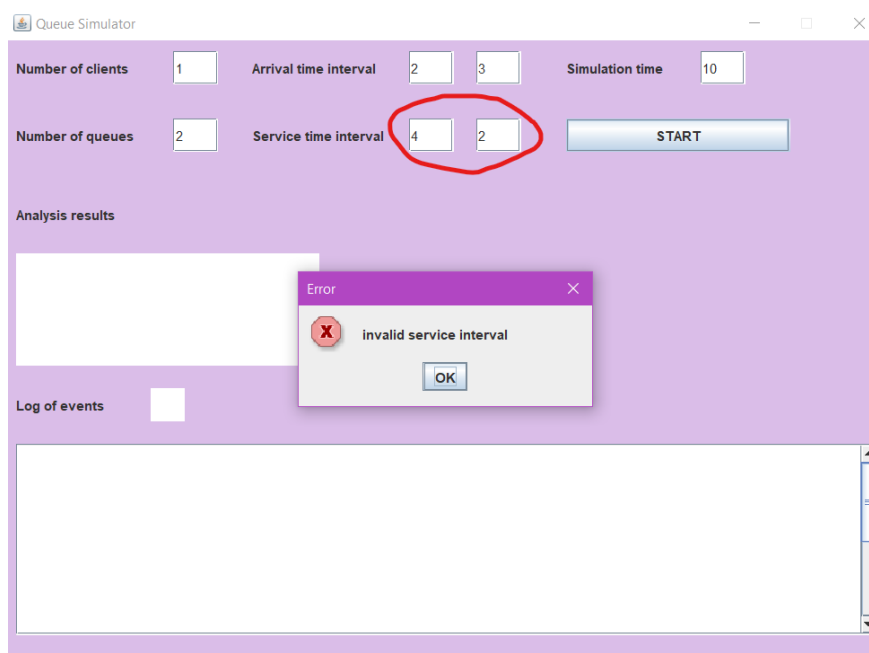 Queue Simulator
Number of clients 1 Arrival time interval 2 3 Simulation time 10
Number of queues 2 Service time interval 4 2 START
Analysis results
Error
X invalid service interval
OK
Log of events